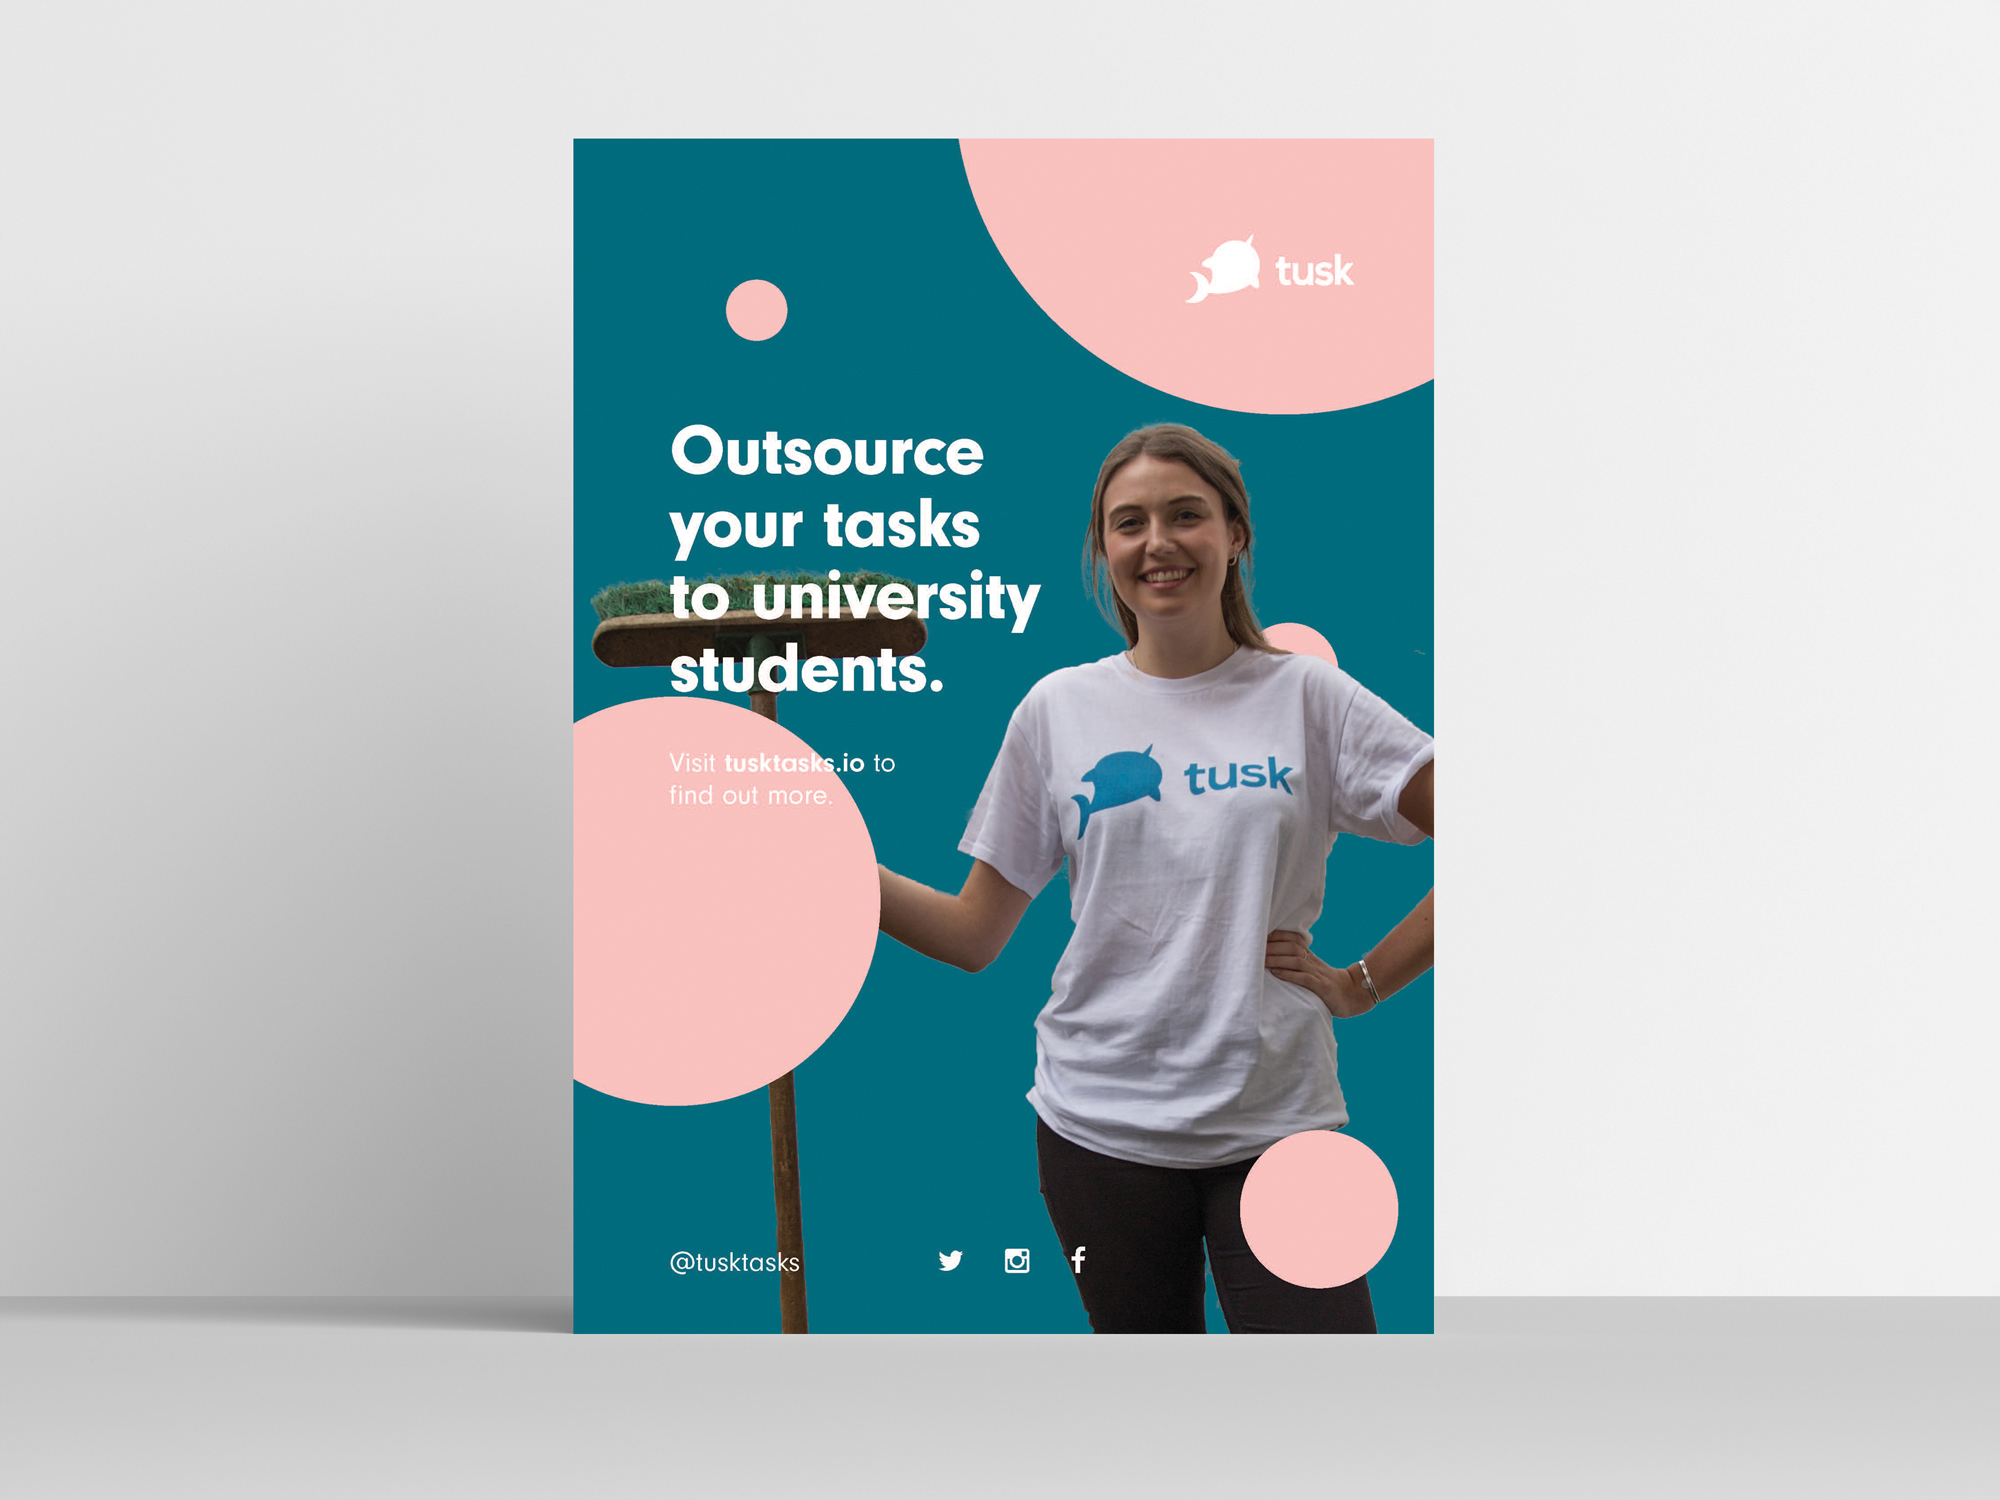 tusk
Outsource
your tasks
to university
students.
Visit tusktasks.io to
find out more.
tusk
@tusktasks